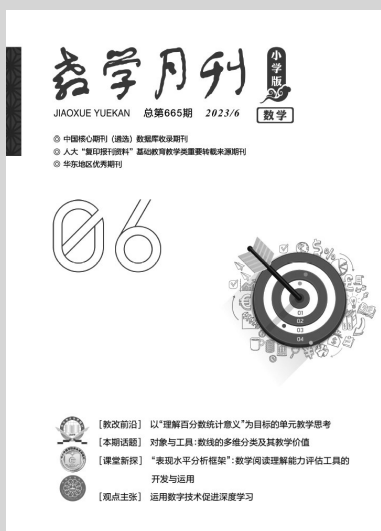 教学月刊
小学版
数学
JIAOXUE YUEKAN 总第665期 2023/6
◎ 中国核心期刊（遴选）数据库收录期刊
◎ 人大“复印报刊资料”基础教育教学类重要转载来源期刊
◎ 华东地区优秀期刊
06
5%
01
02
03
04
[教改前沿] 以“理解百分数统计意义”为目标的单元教学思考
[本期话题] 对象与工具：数线的多维分类及其教学价值
[课堂新探] “表现水平分析框架”：数学阅读理解能力评估工具的
开发与运用
[观点主张] 运用数字技术促进深度学习